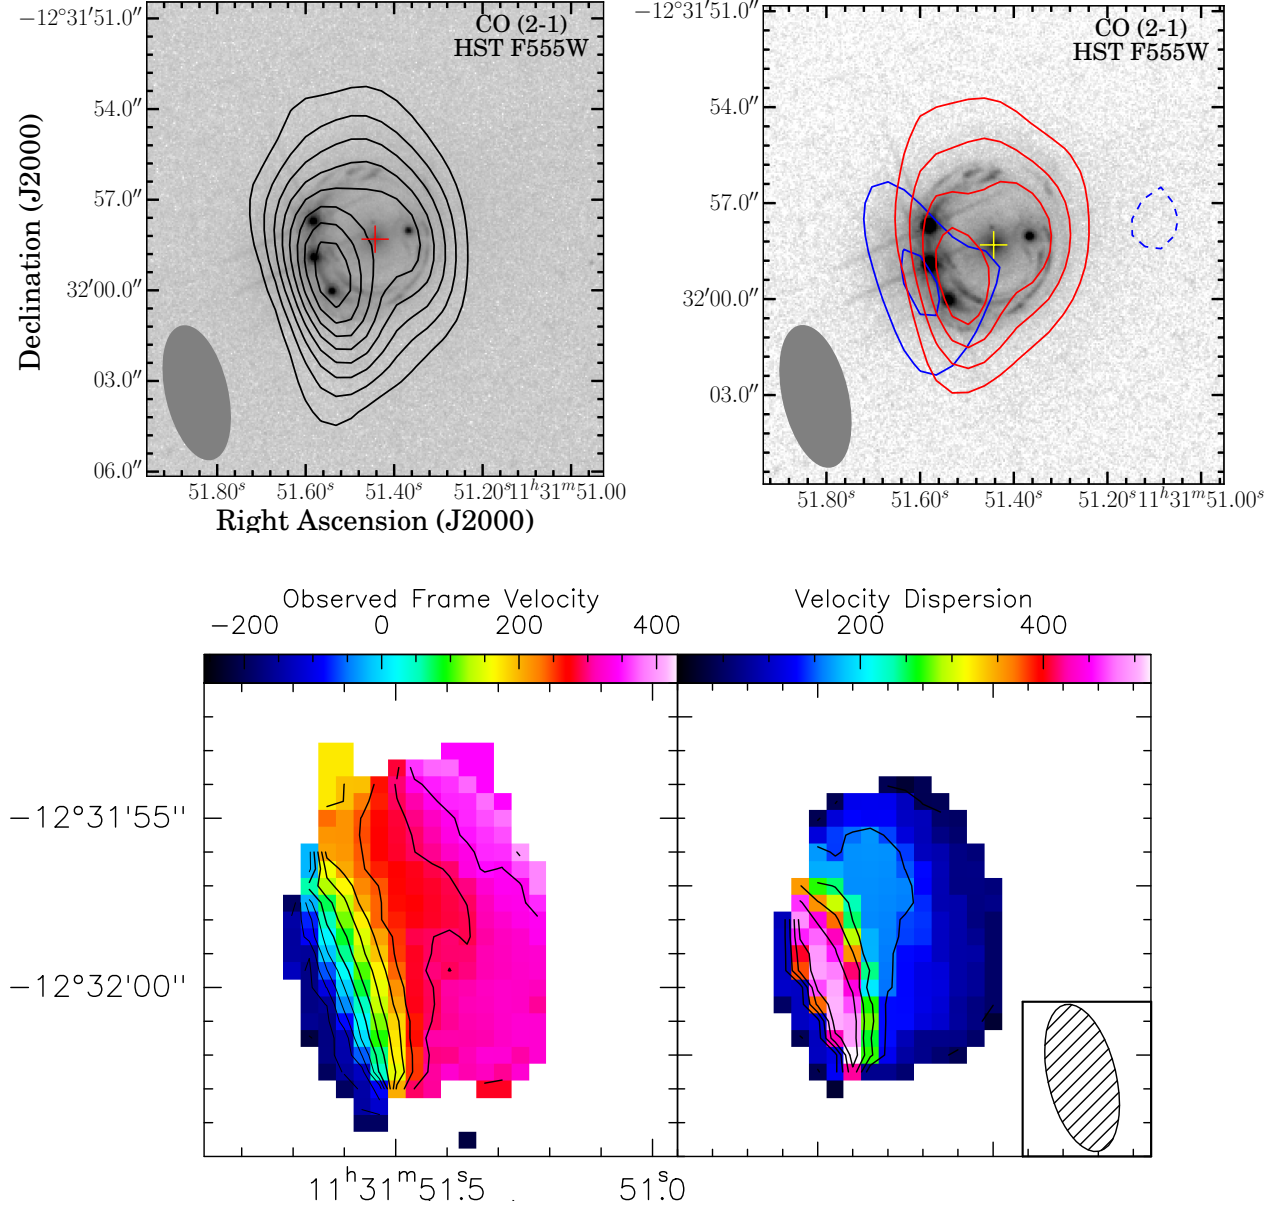 −12°31′51.0″
CO (2-1)
HST F555W
54.0″
57.0″
32′00.0″
03.0″
06.0″
Declination (J2000)
51.80ˢ 51.60ˢ 51.40ˢ 51.20ˢ11ʰ31ᵐ51.00
Right Ascension (J2000)
−12°31′51.0″
CO (2-1)
HST F555W
54.0″
57.0″
32′00.0″
03.0″
51.80ˢ 51.60ˢ 51.40ˢ 51.20ˢ11ʰ31ᵐ51.00ˢ
Observed Frame Velocity
−200 0 200 400
Velocity Dispersion
200 400
−12°31'55''
−12°32'00''
11ʰ31ᵐ51ˢ.5 51ˢ.0